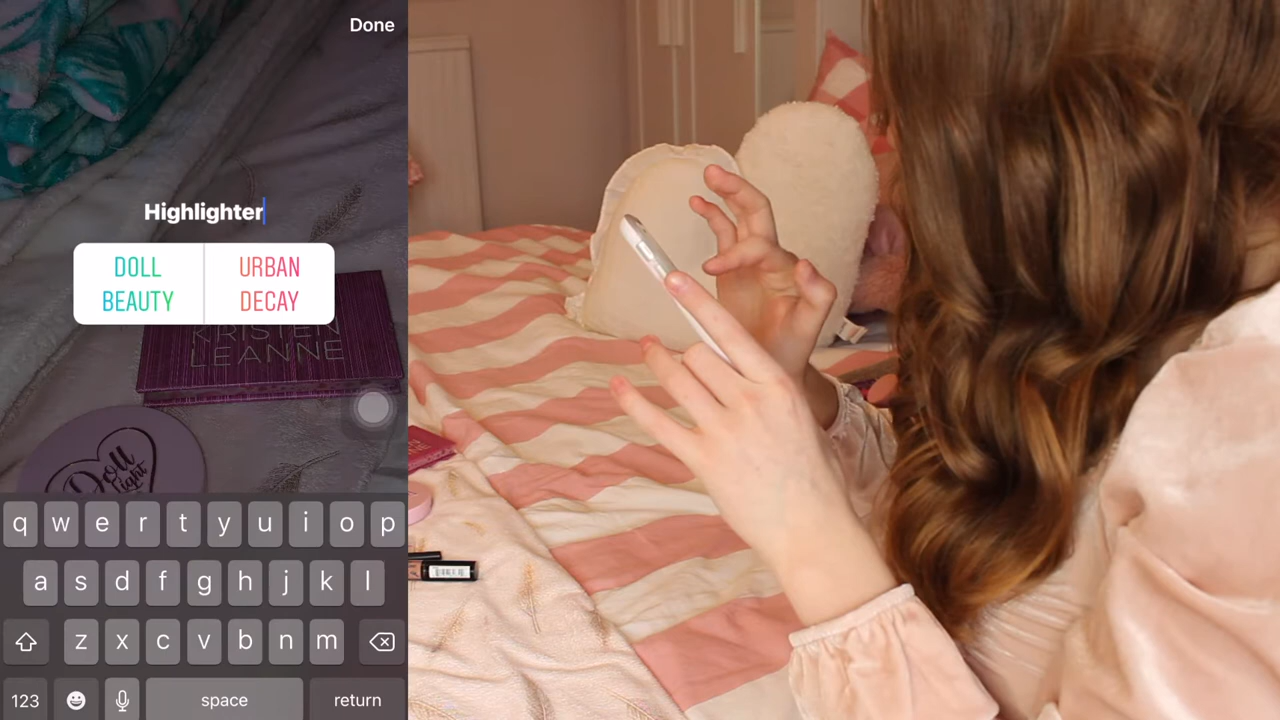 Done
Highlighter
DOLL
BEAUTY
URBAN
DECAY
KRISTEN
LEANNE
Doll
Light
q w e r t y u i o p
a s d f g h j k l
z x c v b n m
123
space
return